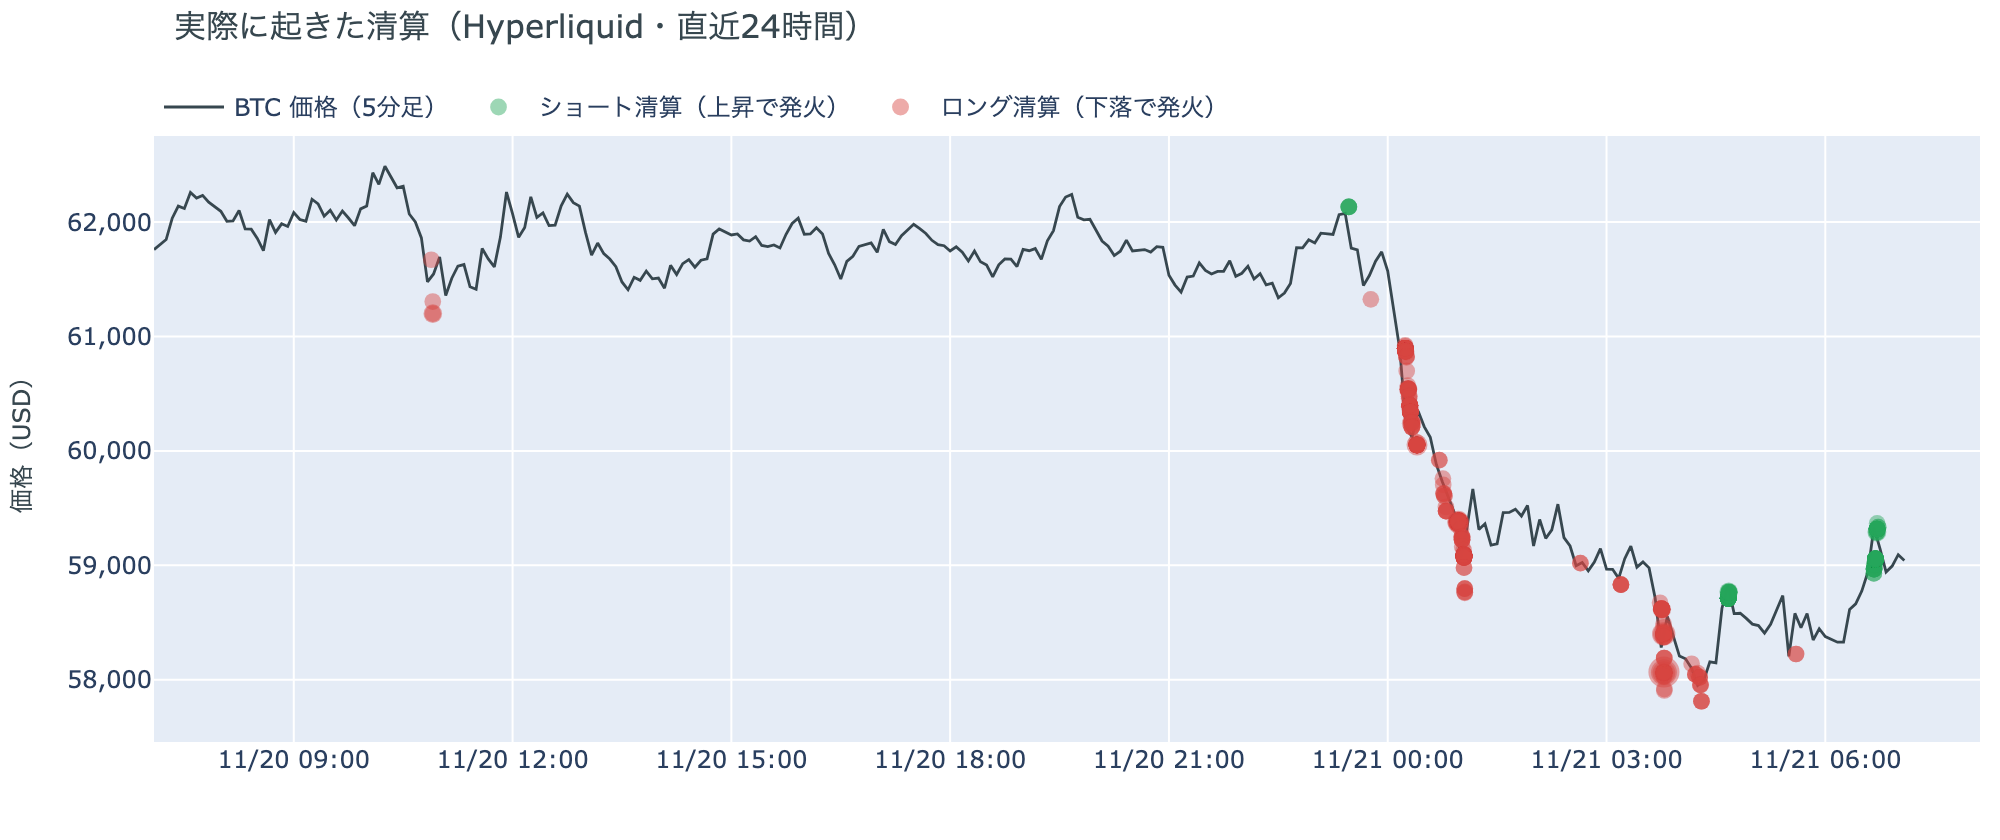 実際に起きた清算（Hyperliquid・直近24時間）
BTC 価格（5分足） ショート清算（上昇で発火） ロング清算（下落で発火）
価格（USD）
62,000
61,000
60,000
59,000
58,000
11/20 09:00 11/20 12:00 11/20 15:00 11/20 18:00 11/20 21:00 11/21 00:00 11/21 03:00 11/21 06:00